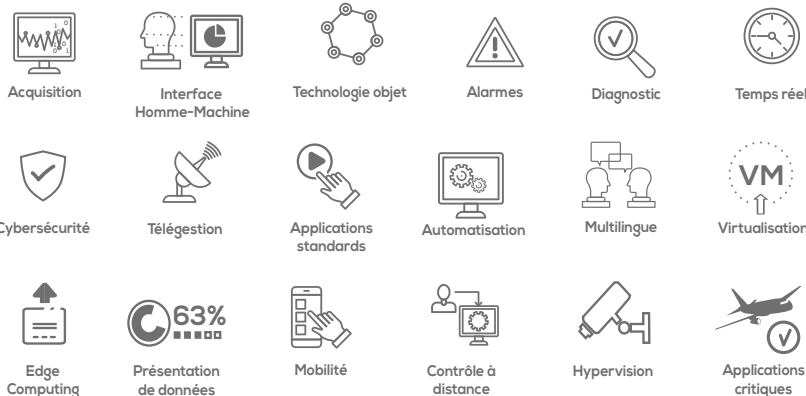 Acquisition
Interface
Homme-Machine
Technologie objet
Alarmes
Diagnostic
Temps réel
Cybersécurité
Télégestion
Applications
standards
Automatisation
Multilingue
VM
Virtualisation
Edge
Computing
63%
Présentation
de données
Mobilité
Contrôle à
distance
Hypervision
Applications
critiques